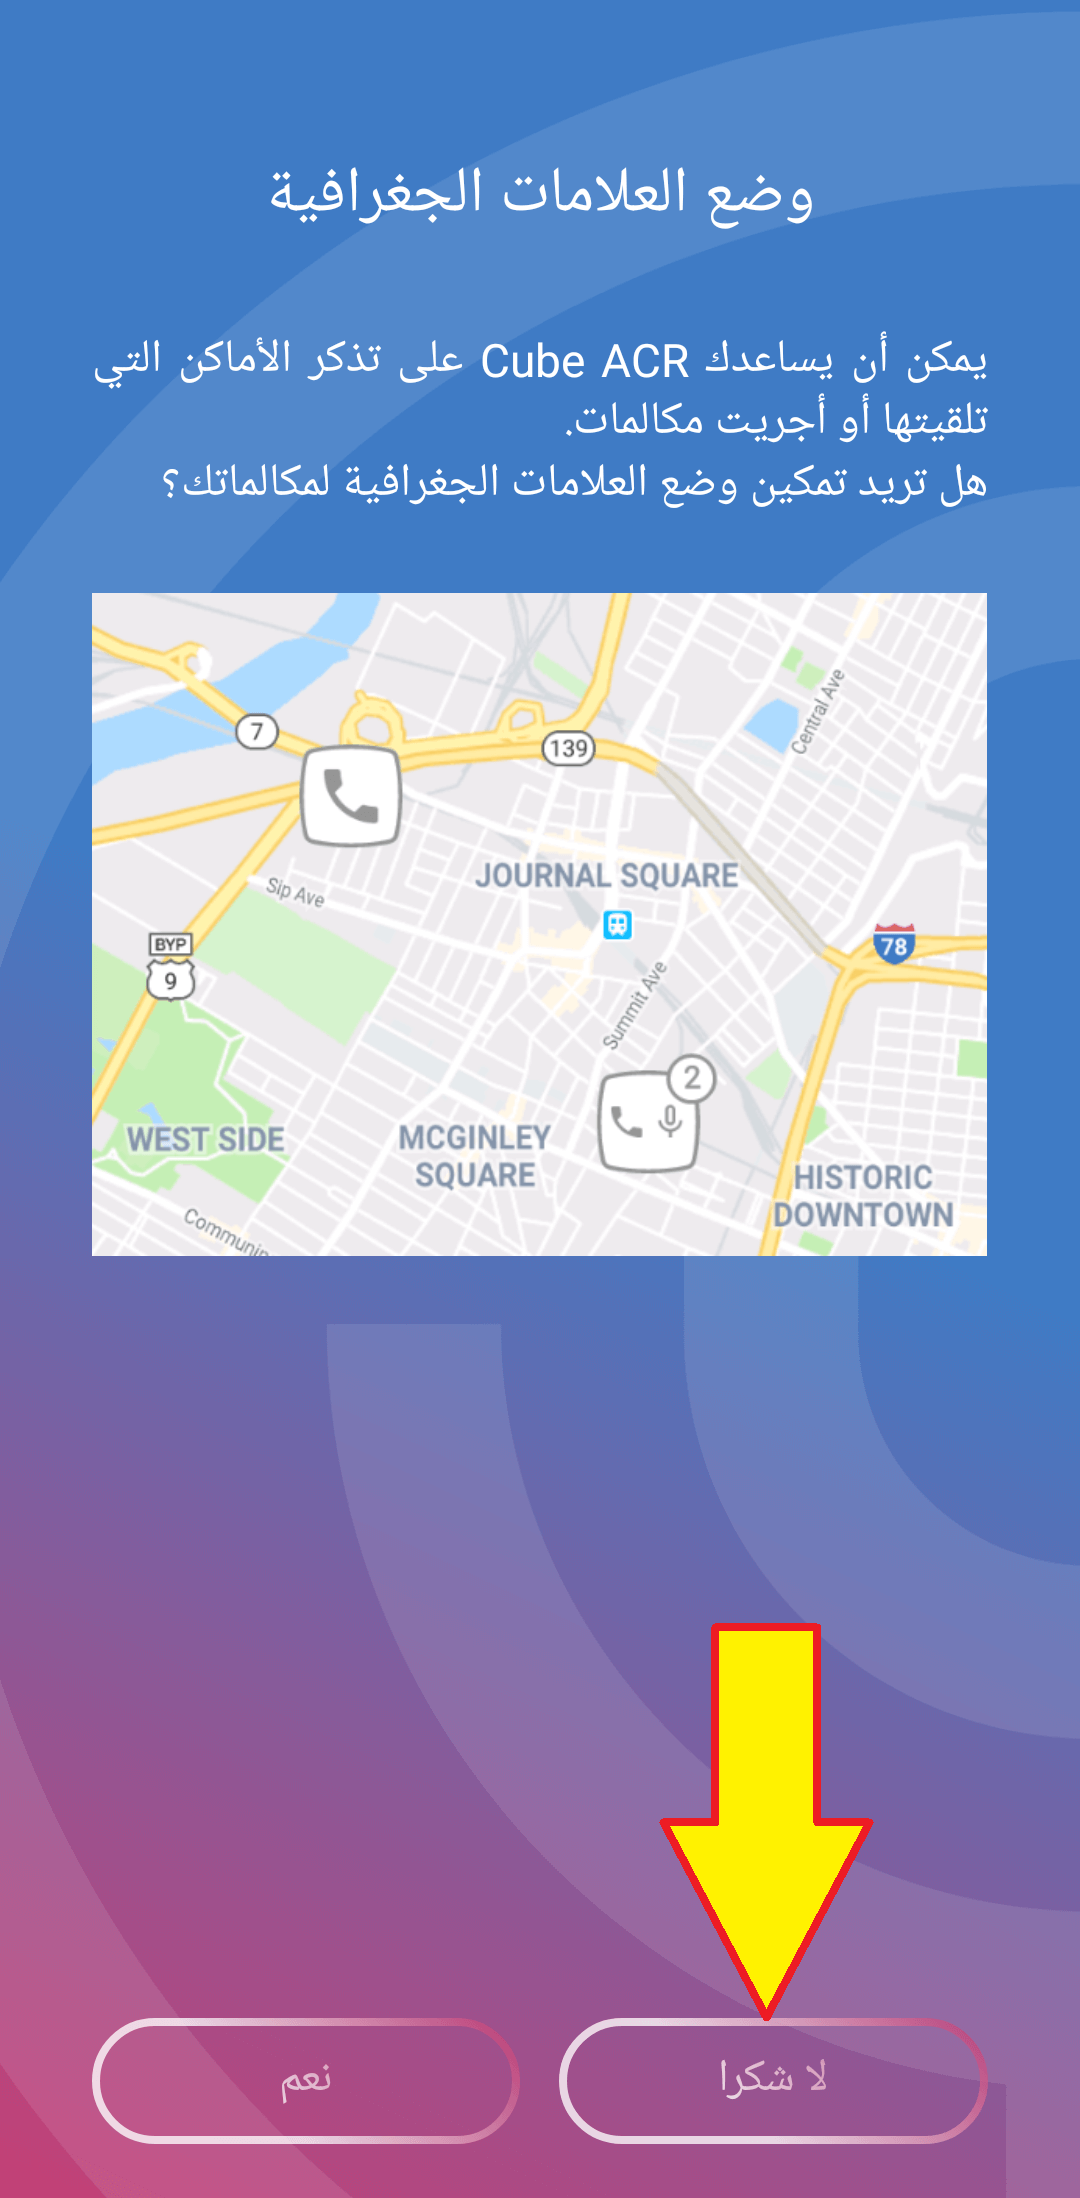 وضع العلامات الجغرافية
يمكن أن يساعدك Cube ACR على تذكر الأماكن التي
تلقيتها أو أجريت مكالمات.
هل تريد تمكين وضع العلامات الجغرافية لمكالماتك؟
Central Ave
7
139
JOURNAL SQUARE
Sip Ave
BYP
9
78
Summit Ave
2
WEST SIDE
MCGINLEY
SQUARE
HISTORIC
DOWNTOWN
Communip
لا شكرا
نعم